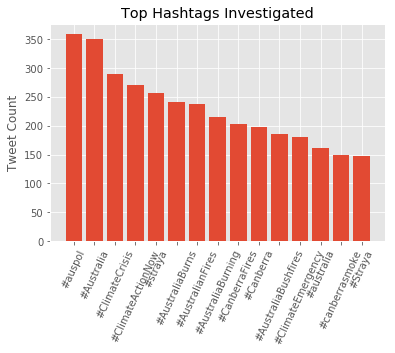 Top Hashtags Investigated
Tweet Count
350
300
250
200
150
100
50
0
#auspol
#Australia
#ClimateCrisis
#ClimateActionNow
#straya
#AustraliaBurns
#AustralianFires
#AustraliaBurning
#CanberraFires
#Canberra
#AustraliaBushfires
#ClimateEmergency
#australia
#canberrasmoke
#Straya